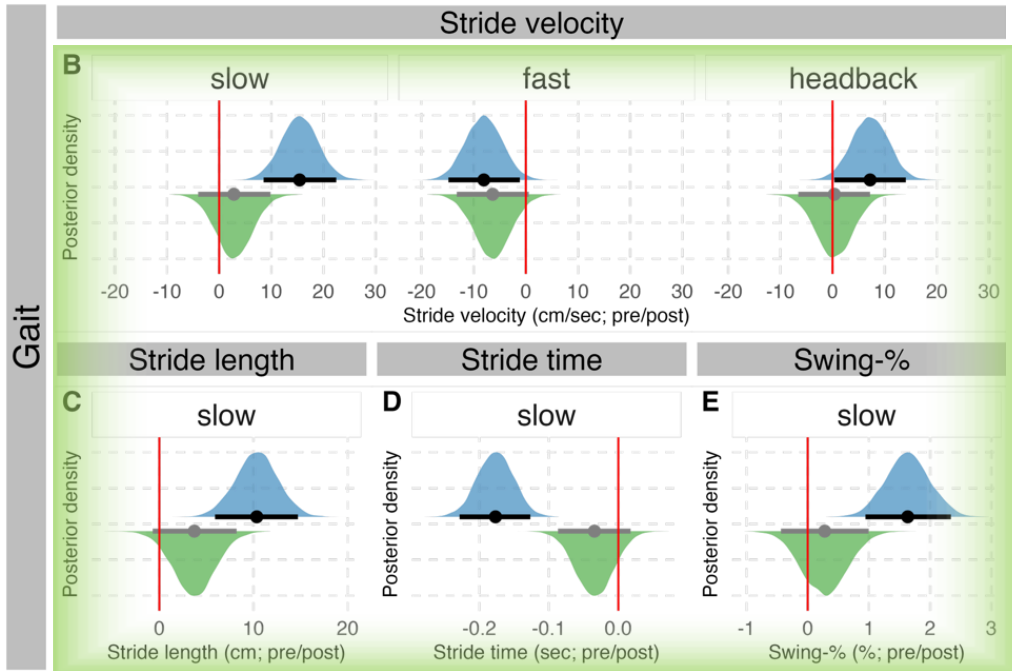 Gait
Stride velocity
B
slow fast headback
Posterior density
-20 -10 0 10 20 30 -20 -10 0 10 20 30 -20 -10 0 10 20 30
Stride velocity (cm/sec; pre/post)
Stride length Stride time Swing-%
C D E
slow slow slow
Posterior density Posterior density Posterior density
0 10 20 -0.2 -0.1 0.0 -1 0 1 2 3
Stride length (cm; pre/post) Stride time (sec; pre/post) Swing-% (%; pre/post)